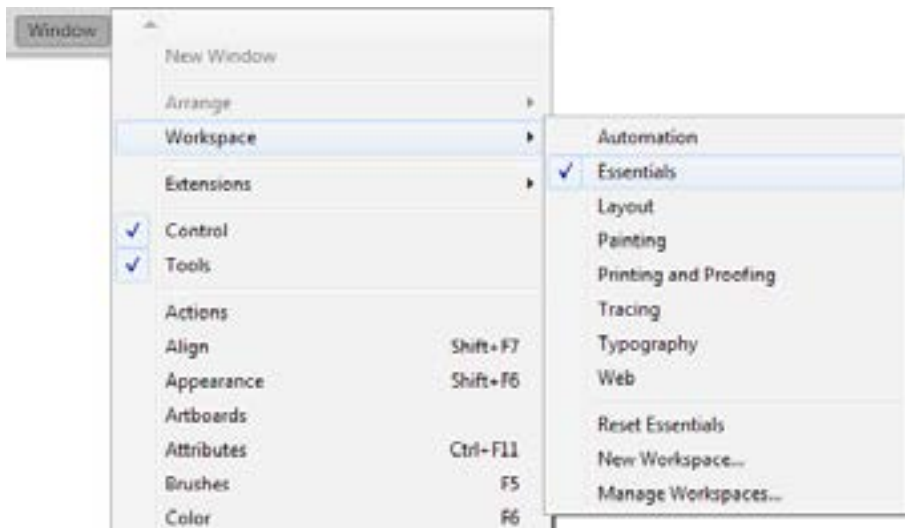 Window
New Window
Arrange
Workspace
Extensions
Control
Tools
Actions
Align Shift+F7
Appearance Shift+F6
Artboards
Attributes Ctrl+F11
Brushes F5
Color F6
Automation
Essentials
Layout
Painting
Printing and Proofing
Tracing
Typography
Web
Reset Essentials
New Workspace...
Manage Workspaces...